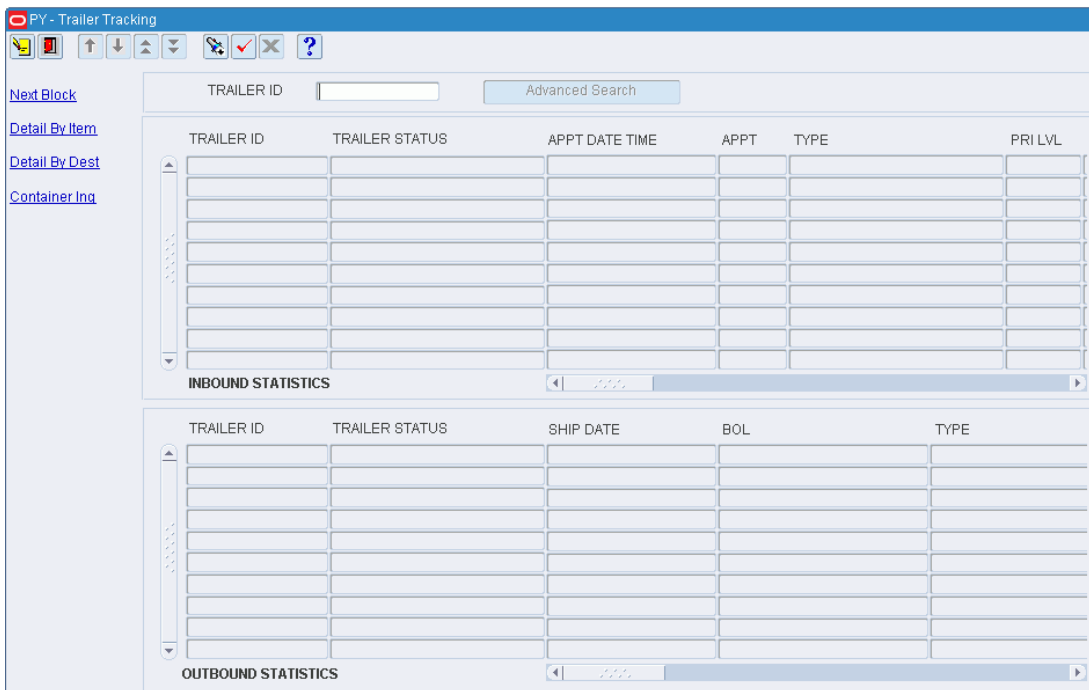 PY - Trailer Tracking
?
Next Block
Detail By Item
Detail By Dest
Container Inq
TRAILER ID
Advanced Search
TRAILER ID TRAILER STATUS APPT DATE TIME APPT TYPE PRI LVL
INBOUND STATISTICS
TRAILER ID TRAILER STATUS SHIP DATE BOL TYPE
OUTBOUND STATISTICS